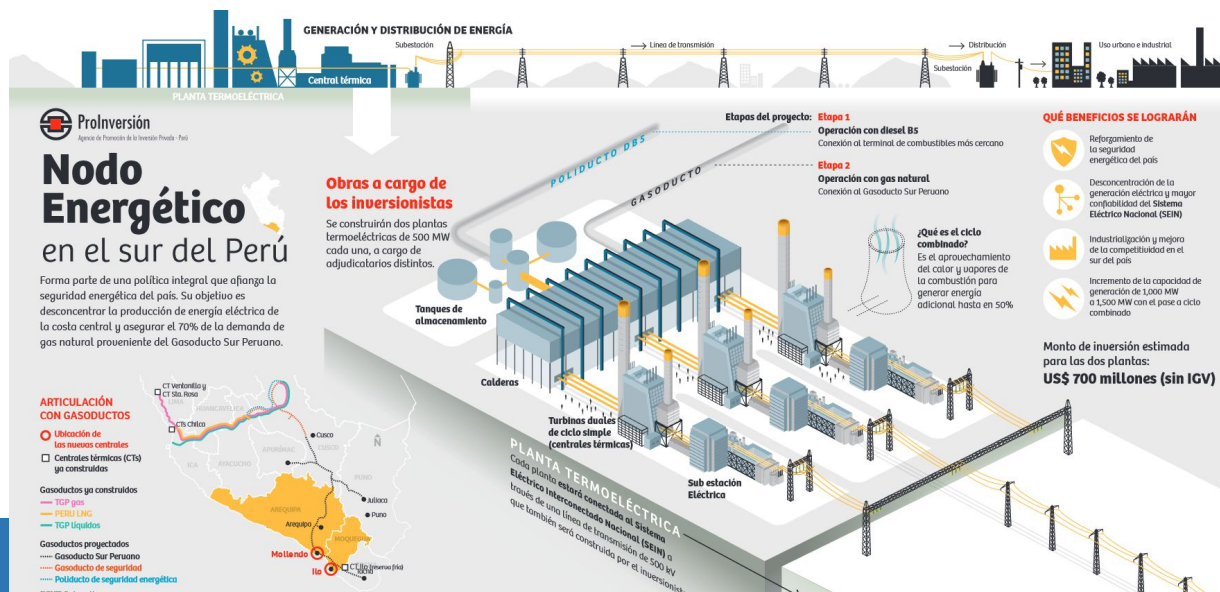 GENERACIÓN Y DISTRIBUCIÓN DE ENERGÍA
Subestación
Línea de transmisión
Distribución
Subestación
Uso urbano e industrial
Central térmica
PLANTA TERMOELÉCTRICA
ProInversión
Agencia de Promoción de la Inversión Privada - Perú
Nodo
Energético
en el sur del Perú
Forma parte de una política integral que afianza la
seguridad energética del país. Su objetivo es
desconcentrar la producción de energía eléctrica de
la costa central y asegurar el 70% de la demanda de
gas natural proveniente del Gasoducto Sur Peruano.
Obras a cargo de
los inversionistas
Se construirán dos plantas
termoeléctricas de 500 MW
cada una, a cargo de
adjudicatarios distintos.
POLIDUCTO DBS
GASODUCTO
Etapas del proyecto:
Etapa 1
Operación con diesel B5
Conexión al terminal de combustibles más cercano
Etapa 2
Operación con gas natural
Conexión al Gasoducto Sur Peruano
¿Qué es el ciclo
combinado?
Es el aprovechamiento
del calor y vapores de
la combustión para
generar energía
adicional hasta en 50%
QUÉ BENEFICIOS SE LOGRARÁN
Reforzamiento de
la seguridad
energética del país
Desconcentración de la
generación eléctrica y mayor
confiabilidad del Sistema
Eléctrico Nacional (SEIN)
Industrialización y mejora
de la competitividad en el
sur del país
Incremento de la capacidad de
generación de 1,000 MW
a 1,500 MW con el pase a ciclo
combinado
Monto de inversión estimada
para las dos plantas:
US$ 700 millones (sin IGV)
Tanques de
almacenamiento
Calderas
Turbinas duales
de ciclo simple
(centrales térmicas)
Sub estación
Eléctrica
PLANTA TERMOELÉCTRICA
Cada planta estará conectada al Sistema
Eléctrico Interconectado Nacional (SEIN) a
través de una línea de transmisión de 500 kV
que también será construida por el inversionista
ARTICULACIÓN
CON GASODUCTOS
Ubicación de
las nuevas centrales
Centrales térmicas (CTs)
ya construidas
Gasoductos ya construidos
TGP gas
PERU LNG
TGP líquidos
Gasoductos proyectados
Gasoducto Sur Peruano
Gasoducto de seguridad
Poliducto de seguridad energética
CT Ventanilla y
CT Sta. Rosa
LIMA
HUANCAVELICA
CTs Chilca
Cusco
CUSCO
APURÍMAC
ICA
AYACUCHO
PUNO
Juliaca
Puno
AREQUIPA
Arequipa
MOQUEGUA
Mollendo
Ilo
CT Ilo (reserva fría)
Tacna
N